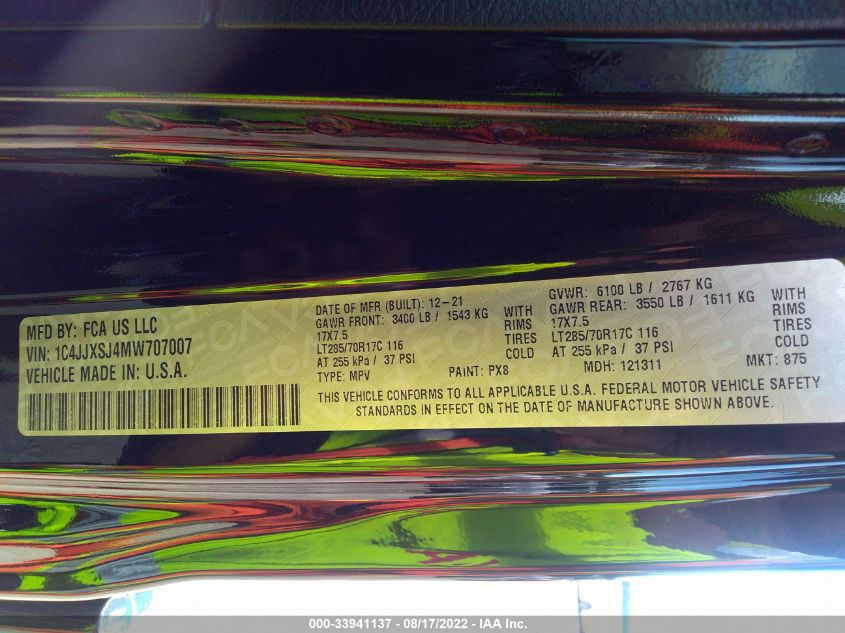 MFD BY: FCA US LLC
VIN: 1C4JJXSJ4MW707007
VEHICLE MADE IN: U.S.A.
DATE OF MFR (BUILT): 12-21
GAWR FRONT: 3400 LB / 1543 KG WITH
17X7.5 RIMS
LT285/70R17C 116 TIRES
AT 255 kPa / 37 PSI COLD
TYPE: MPV PAINT: PX8
GVWR: 6100 LB / 2767 KG
GAWR REAR: 3550 LB / 1611 KG WITH
17X7.5 RIMS
LT285/70R17C 116 TIRES
AT 255 kPa / 37 PSI COLD
MDH: 121311 MKT: 875
THIS VEHICLE CONFORMS TO ALL APPLICABLE U.S.A. FEDERAL MOTOR VEHICLE SAFETY
STANDARDS IN EFFECT ON THE DATE OF MANUFACTURE SHOWN ABOVE.
000-33941137 - 08/17/2022 - IAA Inc.